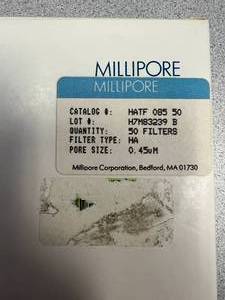 MILLIPORE
MILLIPORE
CATALOG #: HATF 085 50
LOT #: H7M83239 B
QUANTITY: 50 FILTERS
FILTER TYPE: HA
PORE SIZE: 0.45uM
Millipore Corporation, Bedford, MA 01730